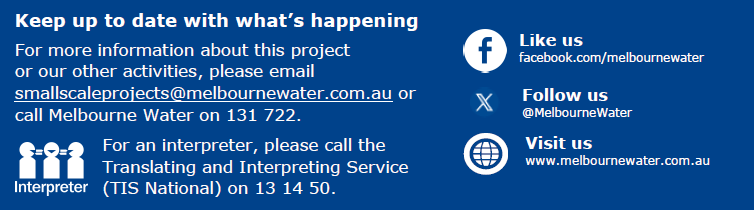 Keep up to date with what’s happening
For more information about this project
or our other activities, please email
smallscaleprojects@melbournewater.com.au or
call Melbourne Water on 131 722.
Interpreter
For an interpreter, please call the
Translating and Interpreting Service
(TIS National) on 13 14 50.
Like us
facebook.com/melbournewater
Follow us
@MelbourneWater
Visit us
www.melbournewater.com.au